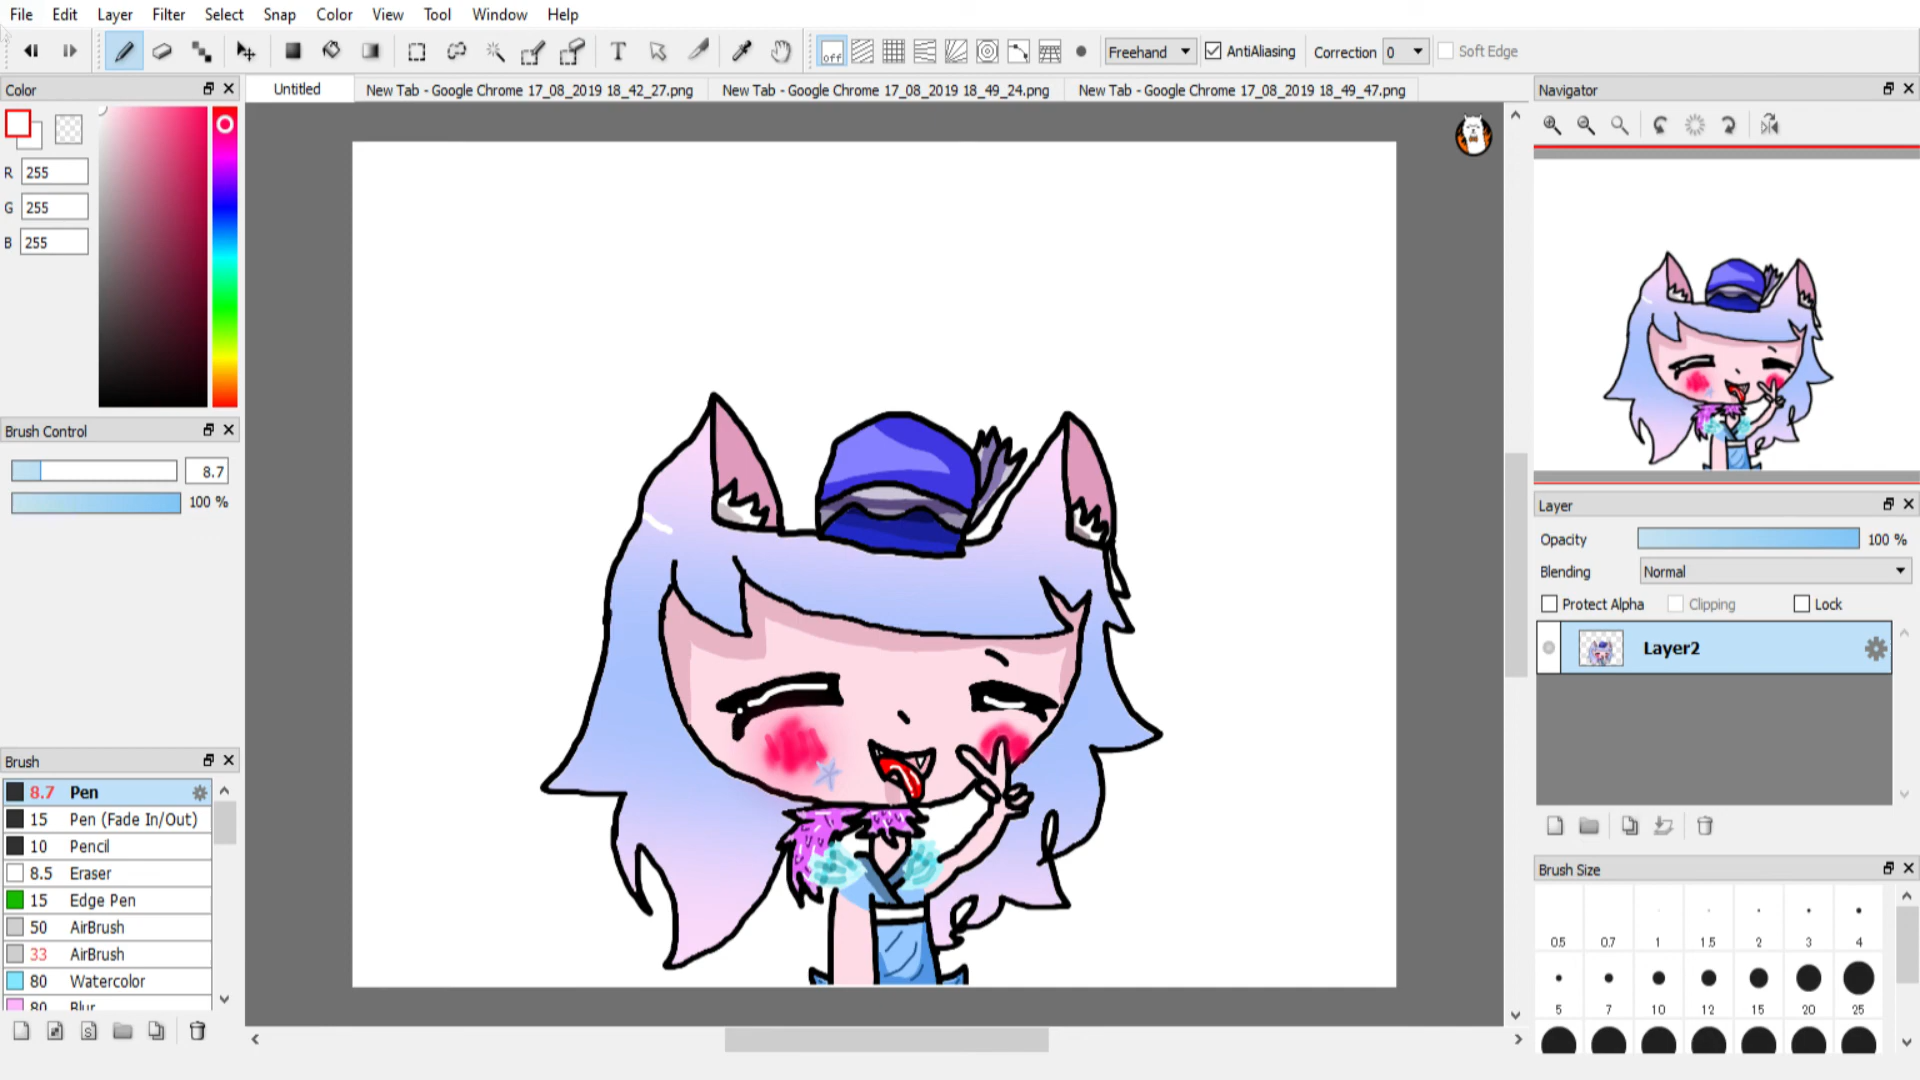 File Edit Layer Filter Select Snap Color View Tool Window Help
off Freehand AntiAliasing Correction 0 Soft Edge
Color
Untitled New Tab - Google Chrome 17_08_2019 18_42_27.png New Tab - Google Chrome 17_08_2019 18_49_24.png New Tab - Google Chrome 17_08_2019 18_49_47.png
Navigator
R 255
G 255
B 255
Brush Control
8.7
100 %
Layer
Opacity 100 %
Blending Normal
Protect Alpha Clipping Lock
Layer2
Brush
8.7 Pen
15 Pen (Fade In/Out)
10 Pencil
8.5 Eraser
15 Edge Pen
50 AirBrush
33 AirBrush
80 Watercolor
80 Blur
Brush Size
0.5 0.7 1 1.5 2 3 4
5 7 10 12 15 20 25